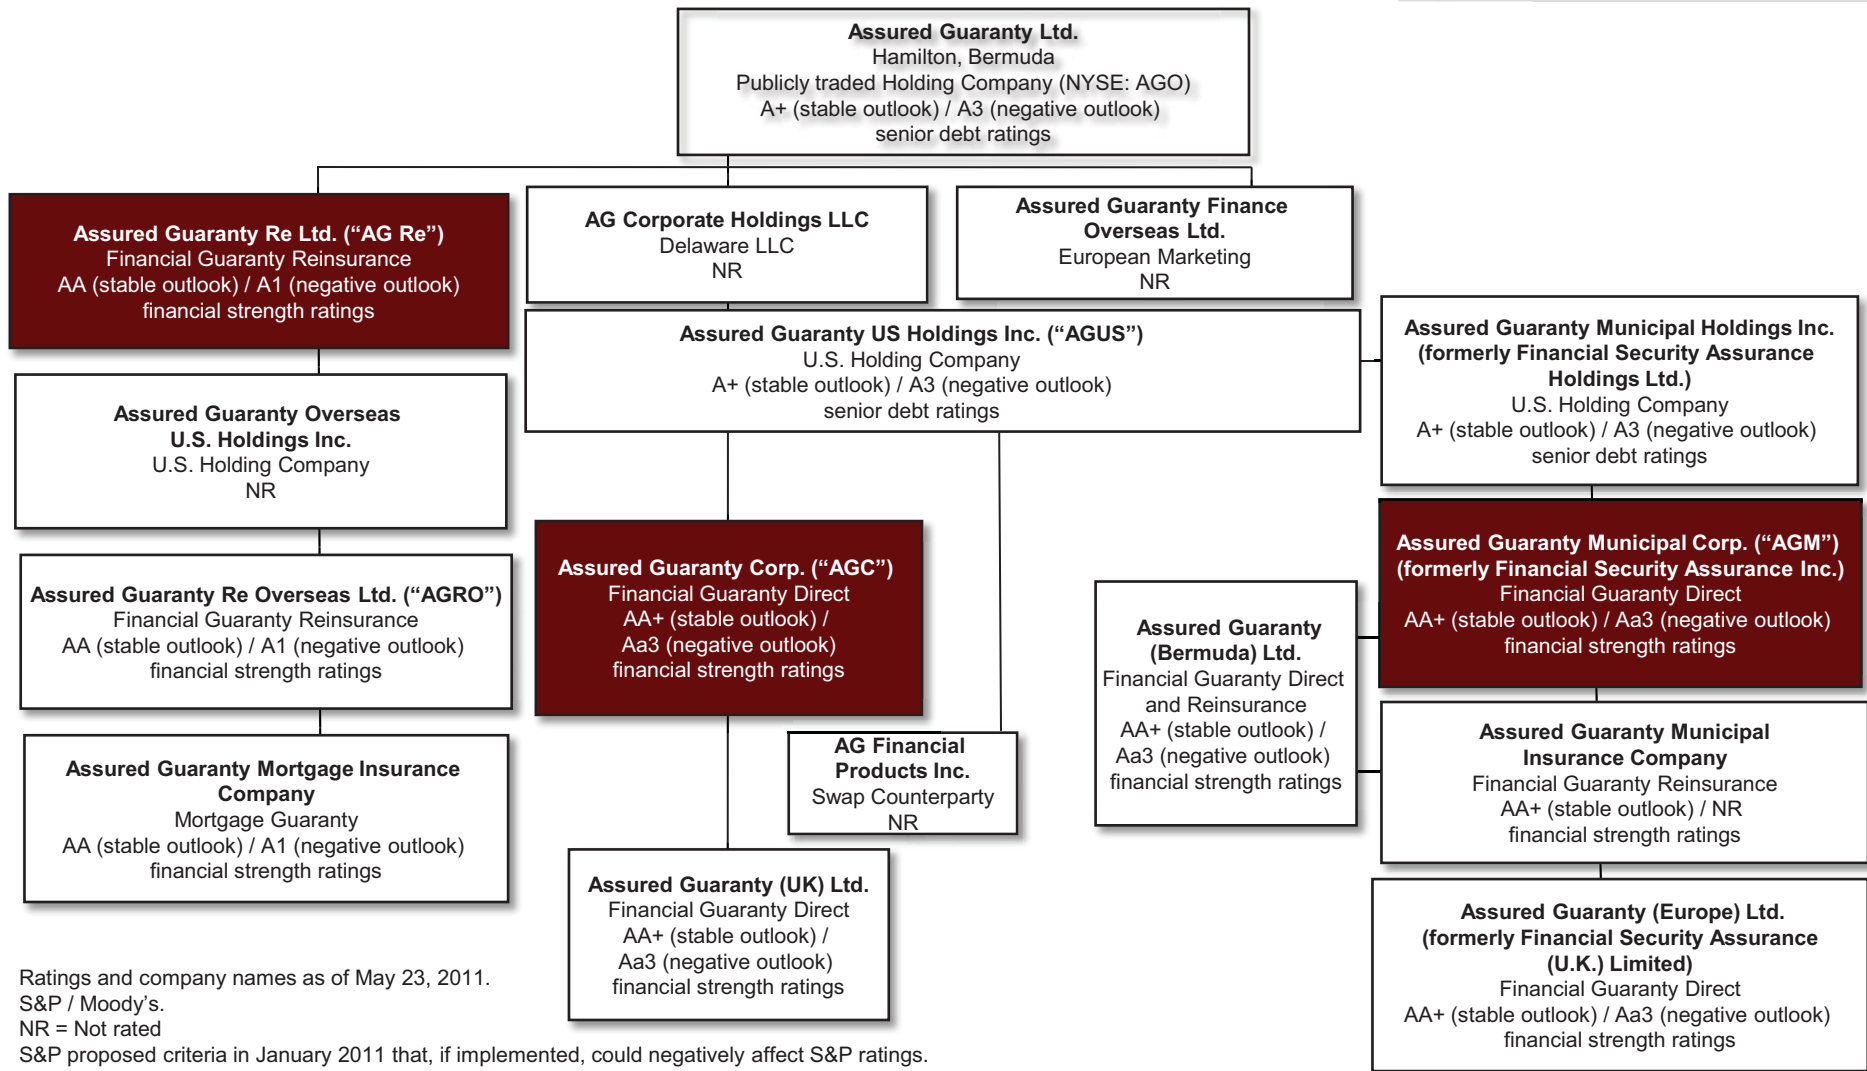 Assured Guaranty Ltd.
Hamilton, Bermuda
Publicly traded Holding Company (NYSE: AGO)
A+ (stable outlook) / A3 (negative outlook)
senior debt ratings
Assured Guaranty Re Ltd. (“AG Re”)
Financial Guaranty Reinsurance
AA (stable outlook) / A1 (negative outlook)
financial strength ratings
AG Corporate Holdings LLC
Delaware LLC
NR
Assured Guaranty Finance
Overseas Ltd.
European Marketing
NR
Assured Guaranty US Holdings Inc. (“AGUS”)
U.S. Holding Company
A+ (stable outlook) / A3 (negative outlook)
senior debt ratings
Assured Guaranty Municipal Holdings Inc.
(formerly Financial Security Assurance
Holdings Ltd.)
U.S. Holding Company
A+ (stable outlook) / A3 (negative outlook)
senior debt ratings
Assured Guaranty Overseas
U.S. Holdings Inc.
U.S. Holding Company
NR
Assured Guaranty Corp. (“AGC”)
Financial Guaranty Direct
AA+ (stable outlook) /
Aa3 (negative outlook)
financial strength ratings
Assured Guaranty Municipal Corp. (“AGM”)
(formerly Financial Security Assurance Inc.)
Financial Guaranty Direct
AA+ (stable outlook) / Aa3 (negative outlook)
financial strength ratings
Assured Guaranty Re Overseas Ltd. (“AGRO”)
Financial Guaranty Reinsurance
AA (stable outlook) / A1 (negative outlook)
financial strength ratings
Assured Guaranty
(Bermuda) Ltd.
Financial Guaranty Direct
and Reinsurance
AA+ (stable outlook) /
Aa3 (negative outlook)
financial strength ratings
Assured Guaranty Municipal
Insurance Company
Financial Guaranty Reinsurance
AA+ (stable outlook) / NR
financial strength ratings
Assured Guaranty Mortgage Insurance
Company
Mortgage Guaranty
AA (stable outlook) / A1 (negative outlook)
financial strength ratings
AG Financial
Products Inc.
Swap Counterparty
NR
Assured Guaranty (UK) Ltd.
Financial Guaranty Direct
AA+ (stable outlook) /
Aa3 (negative outlook)
financial strength ratings
Assured Guaranty (Europe) Ltd.
(formerly Financial Security Assurance
(U.K.) Limited)
Financial Guaranty Direct
AA+ (stable outlook) / Aa3 (negative outlook)
financial strength ratings
Ratings and company names as of May 23, 2011.
S&P / Moody’s.
NR = Not rated
S&P proposed criteria in January 2011 that, if implemented, could negatively affect S&P ratings.